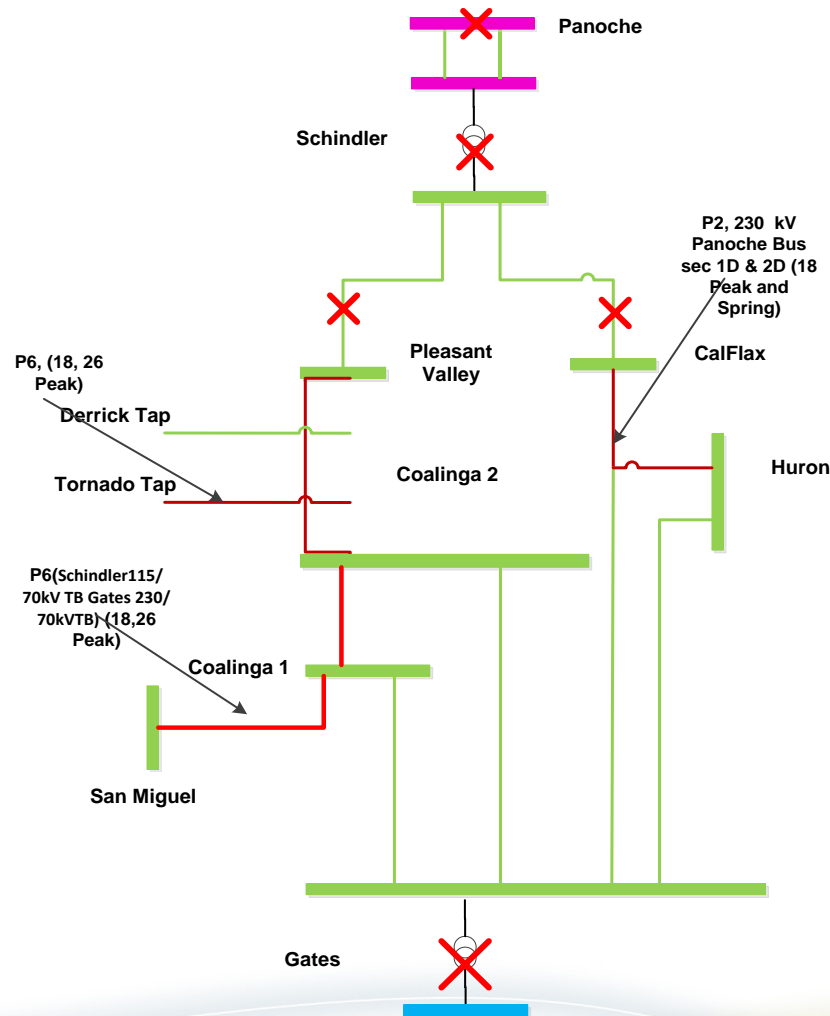 Panoche
Schindler
P2, 230 kV
Panoche Bus
sec 1D & 2D (18
Peak and
Spring)
Pleasant
Valley
CalFlax
P6, (18, 26
Peak)
Derrick Tap
Tornado Tap
Coalinga 2
Huron
P6(Schindler115/
70kV TB Gates 230/
70kVTB) (18,26
Peak)
Coalinga 1
San Miguel
Gates